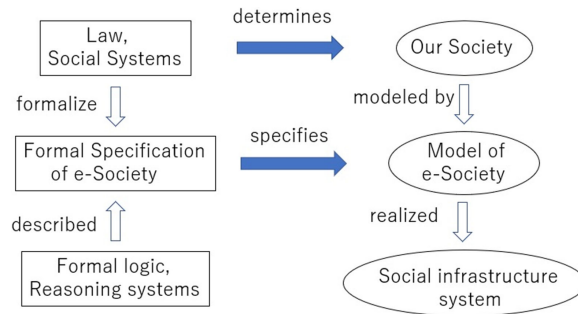 determines
Law,
Social Systems
Our Society
formalize
modeled by
specifies
Formal Specification
of e-Society
Model of
e-Society
described
realized
Formal logic,
Reasoning systems
Social infrastructure
system